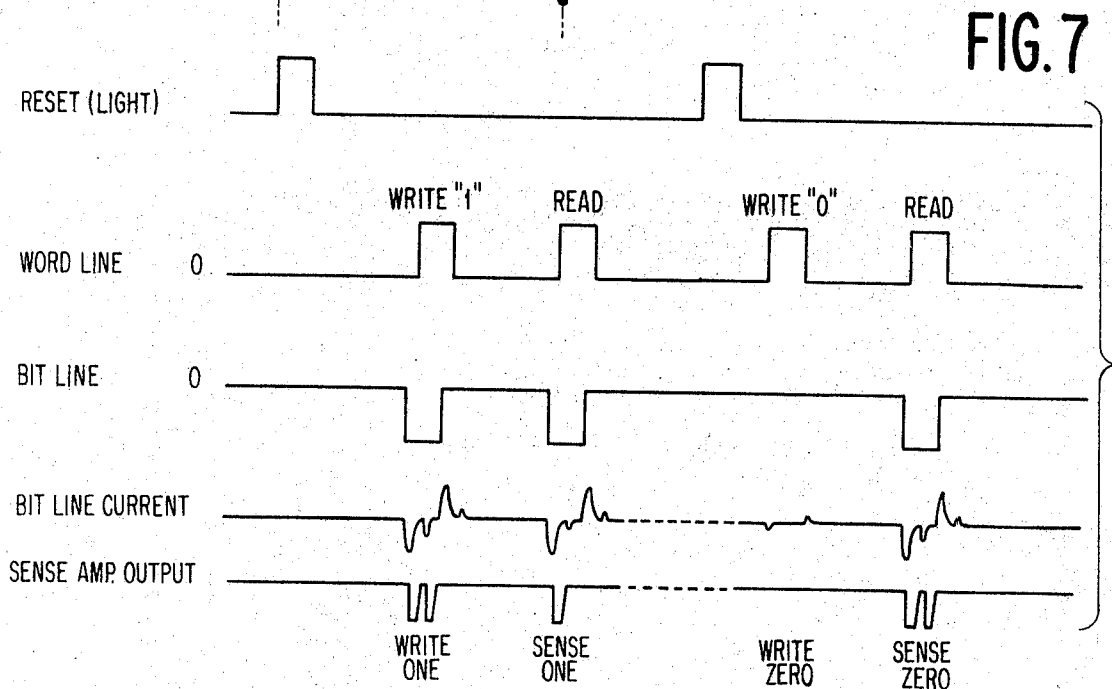 FIG. 7
RESET (LIGHT)
WRITE "1" READ WRITE "0" READ
WORD LINE 0
BIT LINE 0
BIT LINE CURRENT
SENSE AMP. OUTPUT
WRITE SENSE WRITE SENSE
ONE ONE ZERO ZERO